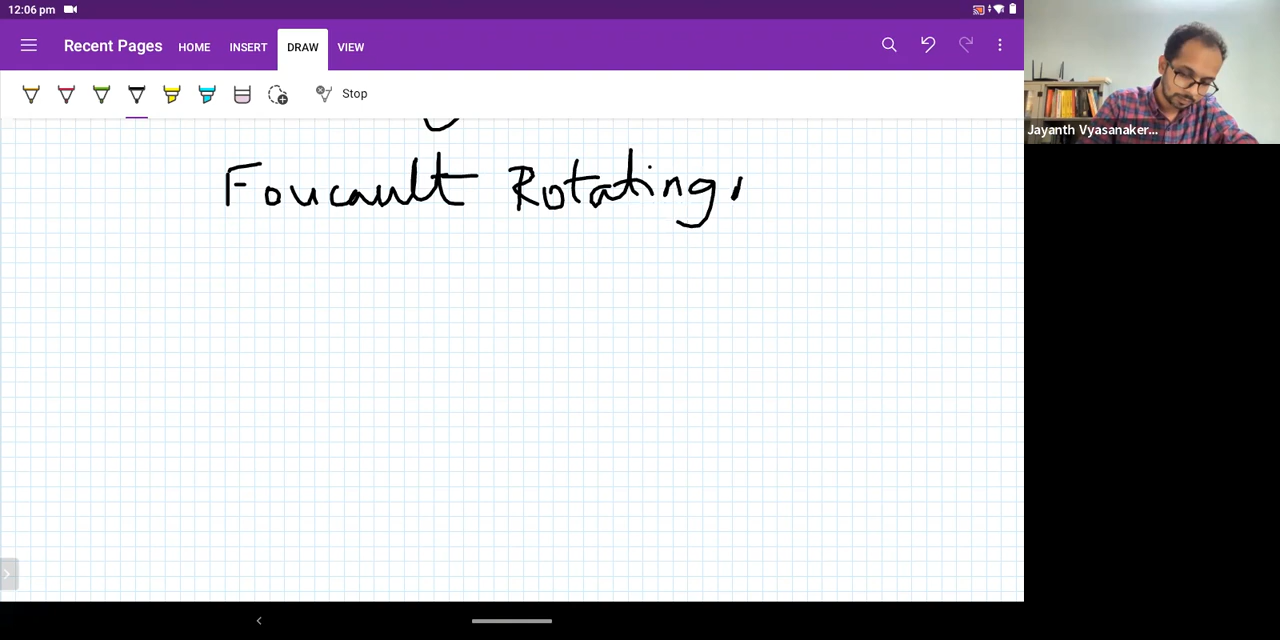 12:06 pm
Recent Pages HOME INSERT DRAW VIEW
Stop
Jayanth Vyasanaker...
Foucault Rotating